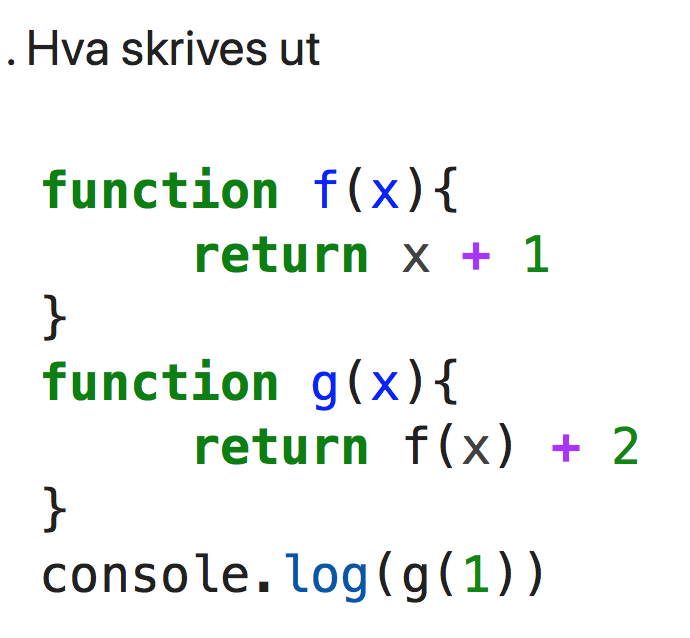 . Hva skrives ut
function f(x){
     return x + 1
}
function g(x){
     return f(x) + 2
}
console.log(g(1))